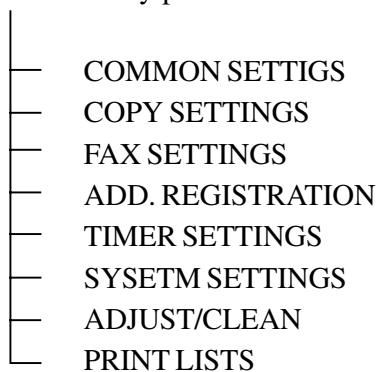 COMMON SETTIGS
COPY SETTINGS
FAX SETTINGS
ADD. REGISTRATION
TIMER SETTINGS
SYSETM SETTINGS
ADJUST/CLEAN
PRINT LISTS